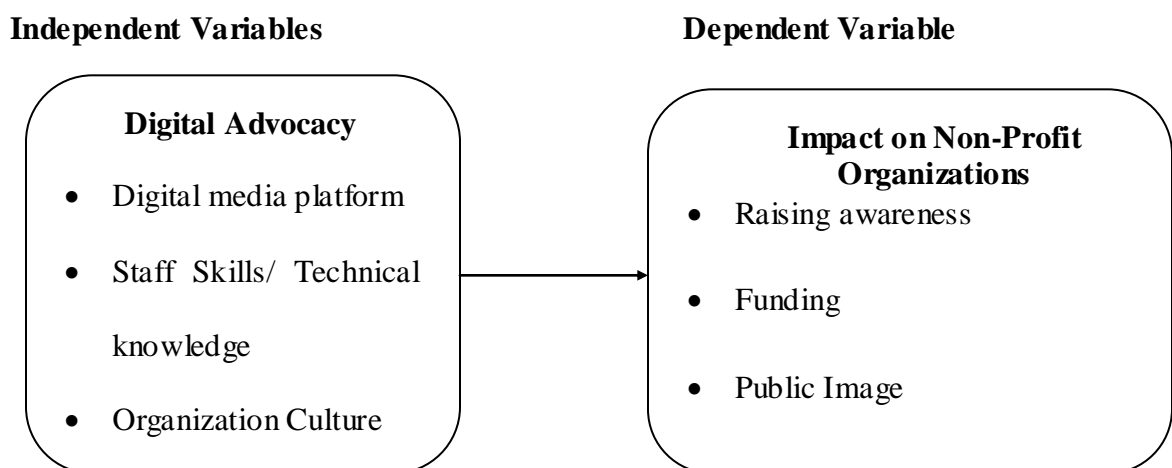 Independent Variables
Dependent Variable
Digital Advocacy
• Digital media platform
• Staff Skills/ Technical
knowledge
• Organization Culture
Impact on Non-Profit
Organizations
• Raising awareness
• Funding
• Public Image